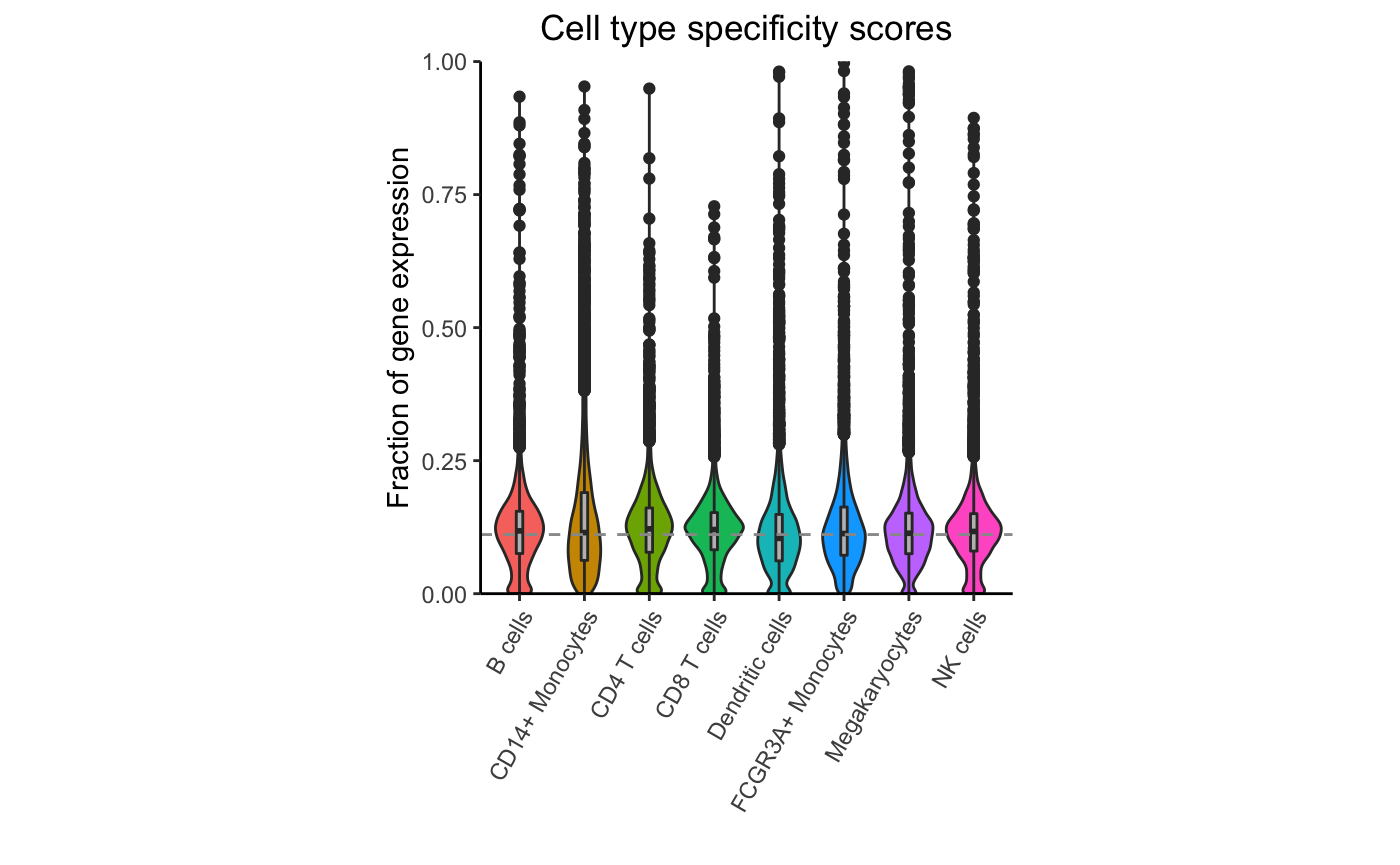 Cell type specificity scores
Fraction of gene expression
1.00
0.75
0.50
0.25
0.00
B cells
CD14+ Monocytes
CD4 T cells
CD8 T cells
Dendritic cells
FCGR3A+ Monocytes
Megakaryocytes
NK cells